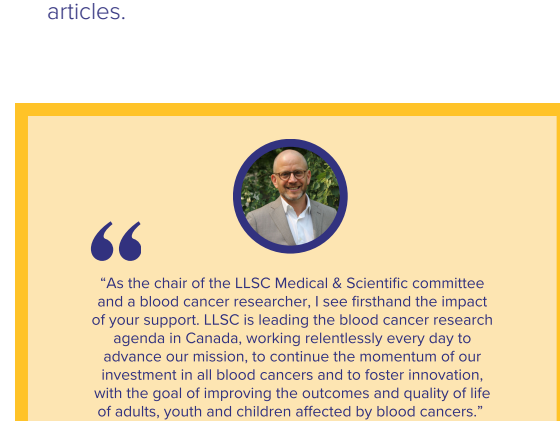 articles.
“As the chair of the LLSC Medical & Scientific committee
and a blood cancer researcher, I see firsthand the impact
of your support. LLSC is leading the blood cancer research
agenda in Canada, working relentlessly every day to
advance our mission, to continue the momentum of our
investment in all blood cancers and to foster innovation,
with the goal of improving the outcomes and quality of life
of adults, youth and children affected by blood cancers.”